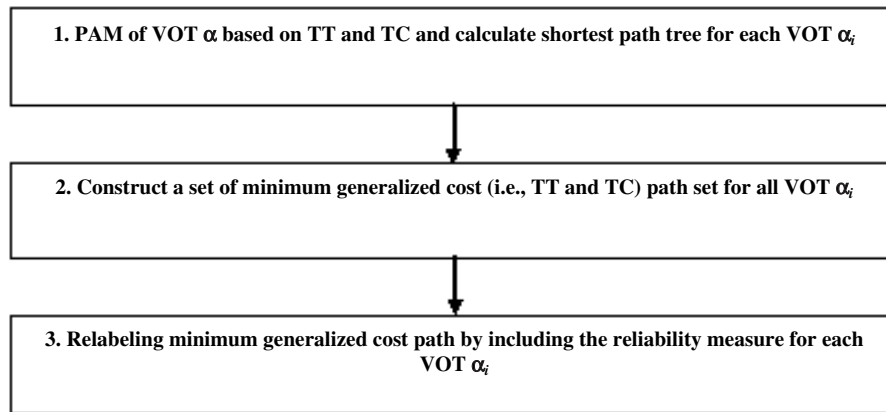 1. PAM of VOT α based on TT and TC and calculate shortest path tree for each VOT αi
2. Construct a set of minimum generalized cost (i.e., TT and TC) path set for all VOT αi
3. Relabeling minimum generalized cost path by including the reliability measure for each
VOT αi